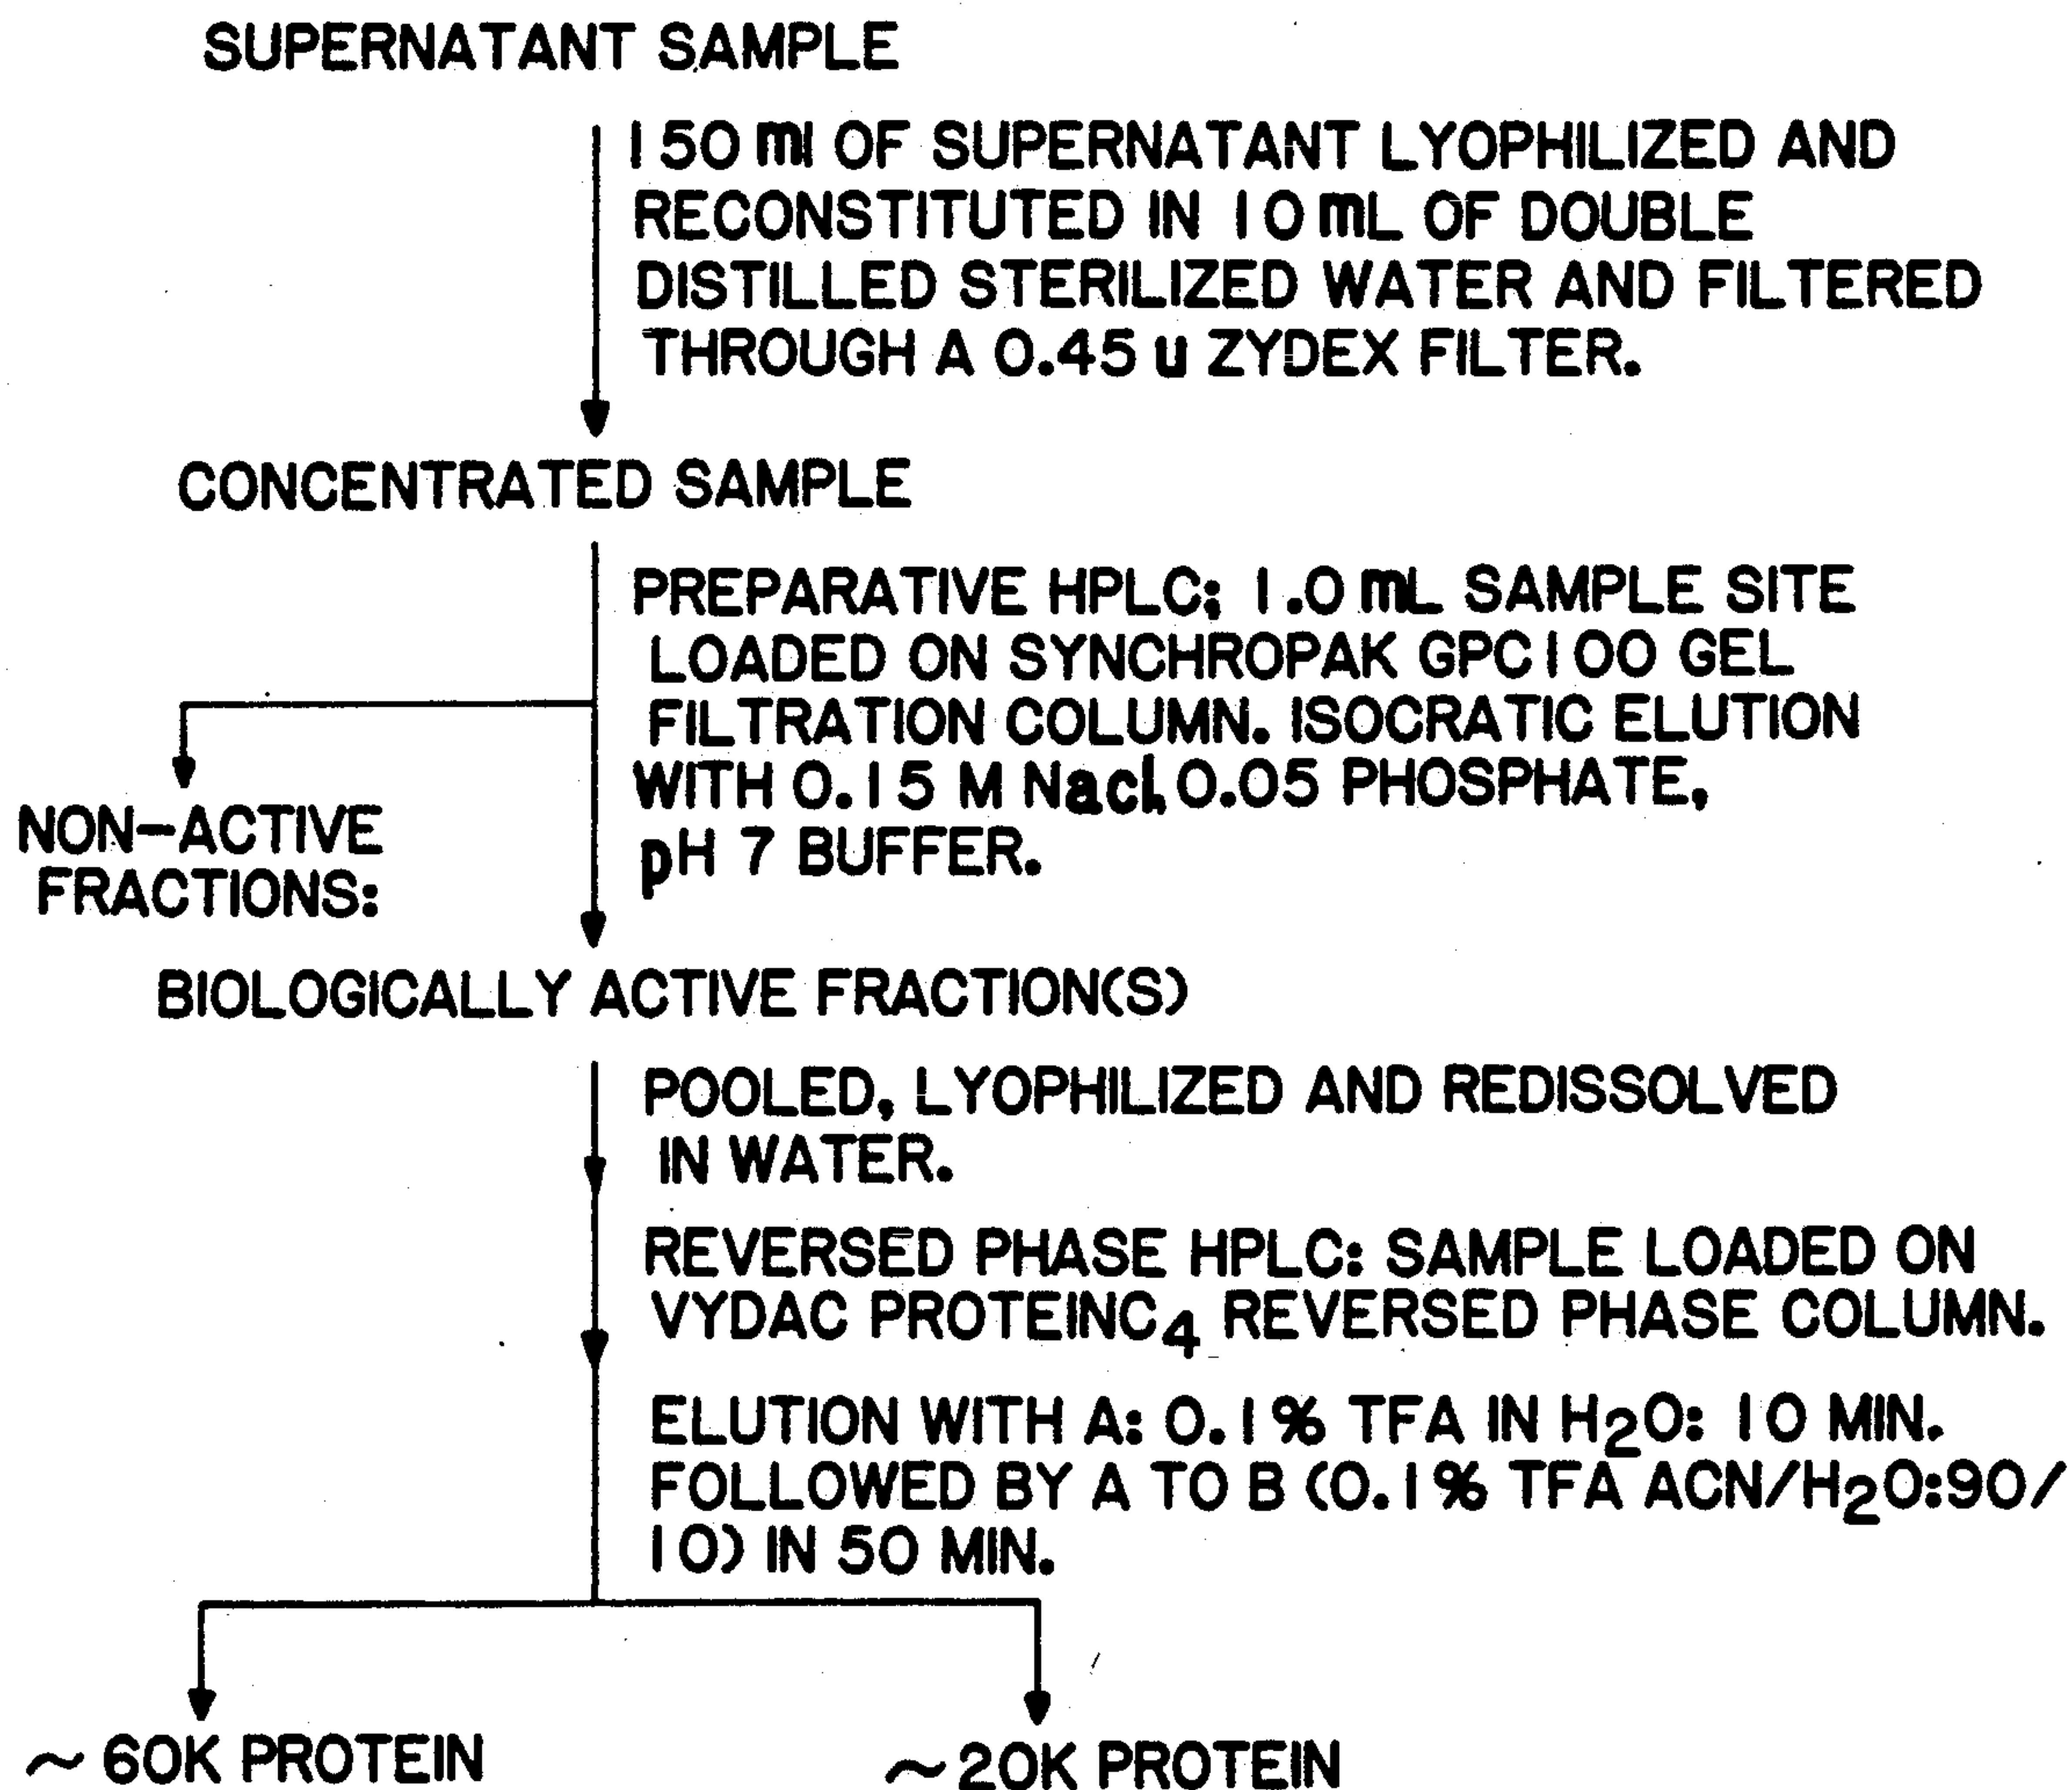 SUPERNATANT SAMPLE
150 ml OF SUPERNATANT LYOPHILIZED AND
RECONSTITUTED IN 10 mL OF DOUBLE
DISTILLED STERILIZED WATER AND FILTERED
THROUGH A 0.45 u ZYDEX FILTER.
CONCENTRATED SAMPLE
PREPARATIVE HPLC; 1.0 mL SAMPLE SITE
LOADED ON SYNCHROPAK GPC100 GEL
FILTRATION COLUMN. ISOCRATIC ELUTION
WITH 0.15 M Nacl, 0.05 PHOSPHATE,
pH 7 BUFFER.
NON-ACTIVE
FRACTIONS:
BIOLOGICALLY ACTIVE FRACTION(S)
POOLED, LYOPHILIZED AND REDISSOLVED
IN WATER.
REVERSED PHASE HPLC: SAMPLE LOADED ON
VYDAC PROTEINC₄ REVERSED PHASE COLUMN.
ELUTION WITH A: 0.1% TFA IN H₂O: 10 MIN.
FOLLOWED BY A TO B (0.1% TFA ACN/H₂O:90/
10) IN 50 MIN.
~ 60K PROTEIN
~ 20K PROTEIN